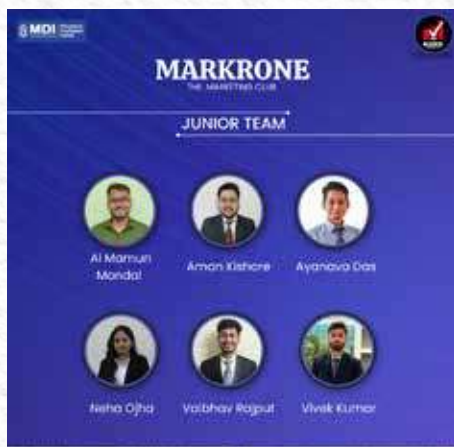 MDI
MARKRONE
THE MARKETING CLUB
JUNIOR TEAM
Al Mamun
Mondal
Aman Kishore
Ayanava Das
Neha Ojha
Vaibhav Rajput
Vivek Kumar